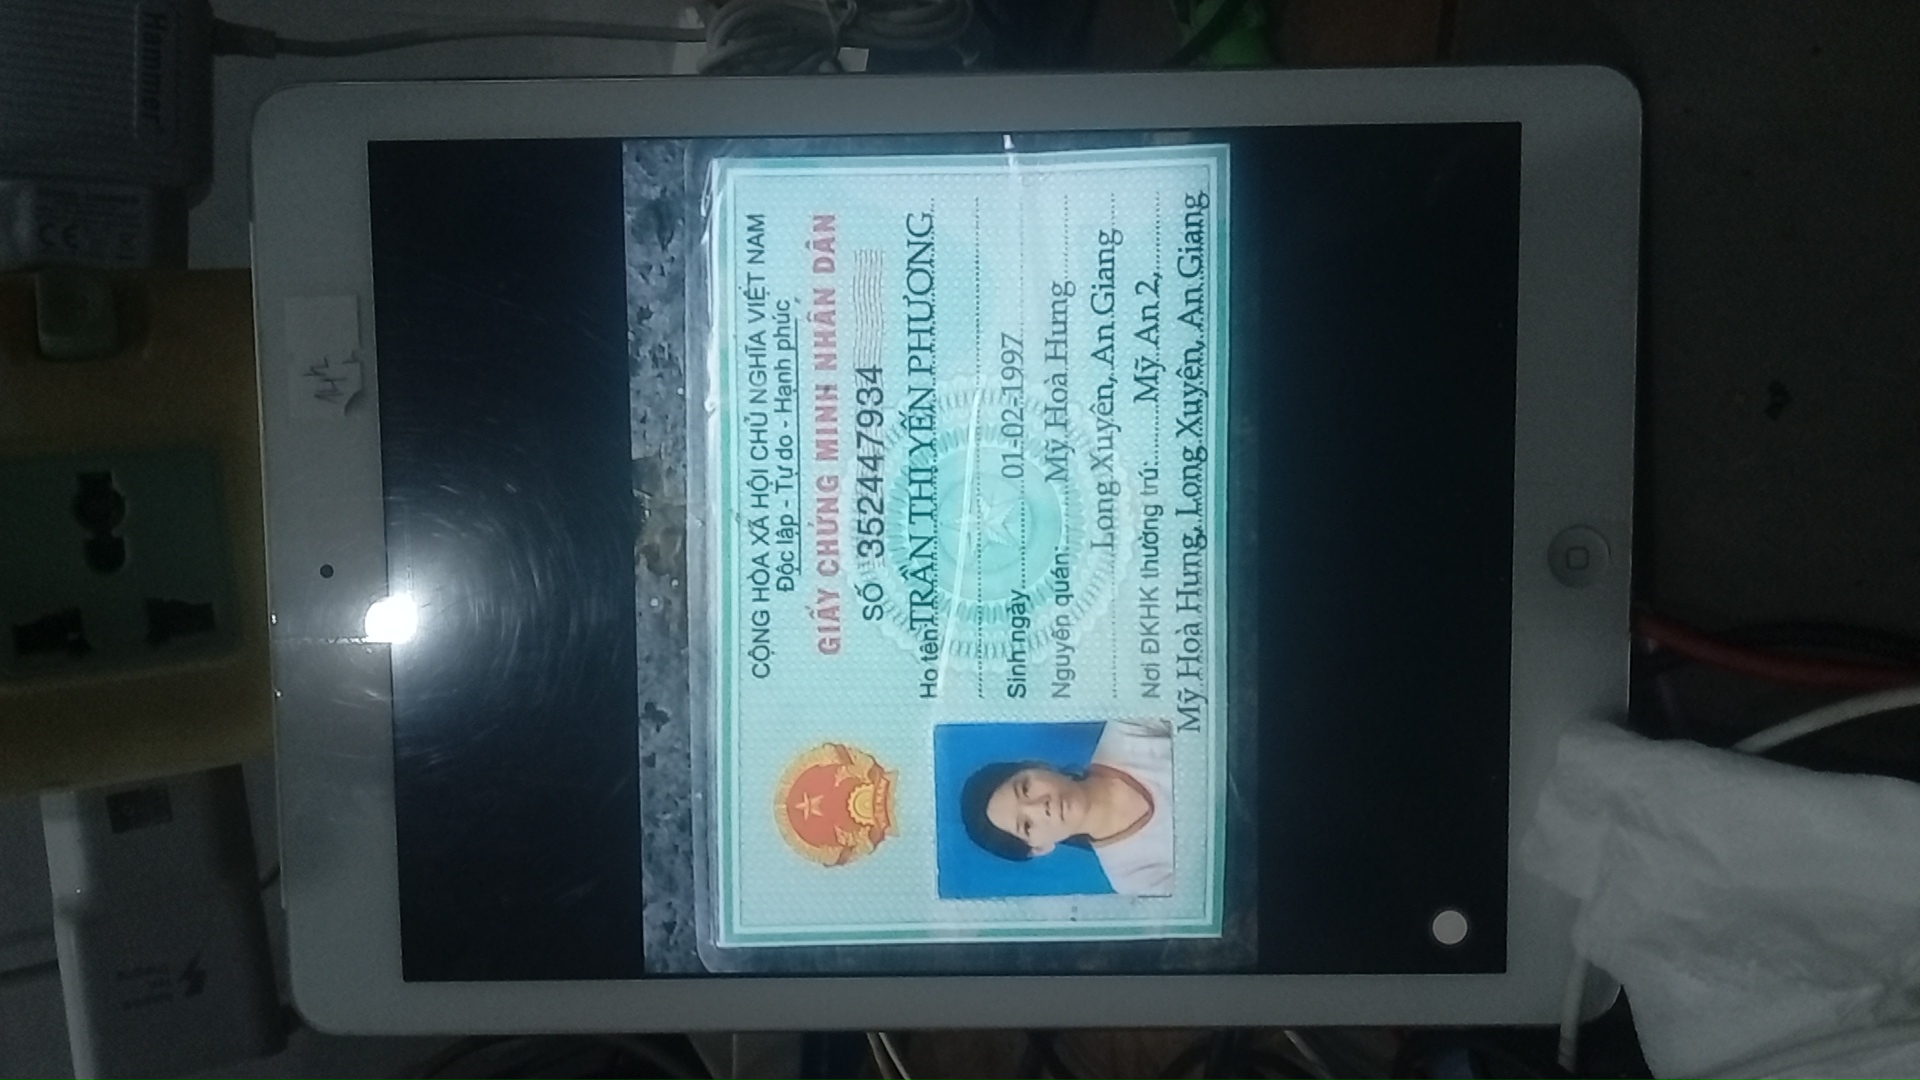 Hammer
CỘNG HÒA XÃ HỘI CHỦ NGHĨA VIỆT NAM
Độc lập - Tự do - Hạnh phúc
GIẤY CHỨNG MINH NHÂN DÂN
SỐ 352447934
VIỆT NAM
Họ tên: TRẦN THỊ YẾN PHƯƠNG
Sinh ngày 01-02-1997
Nguyên quán: Mỹ Hoà Hưng
Long Xuyên, An Giang
Nơi ĐKHK thường trú: Mỹ An 2,
Mỹ Hoà Hưng, Long Xuyên, An Giang